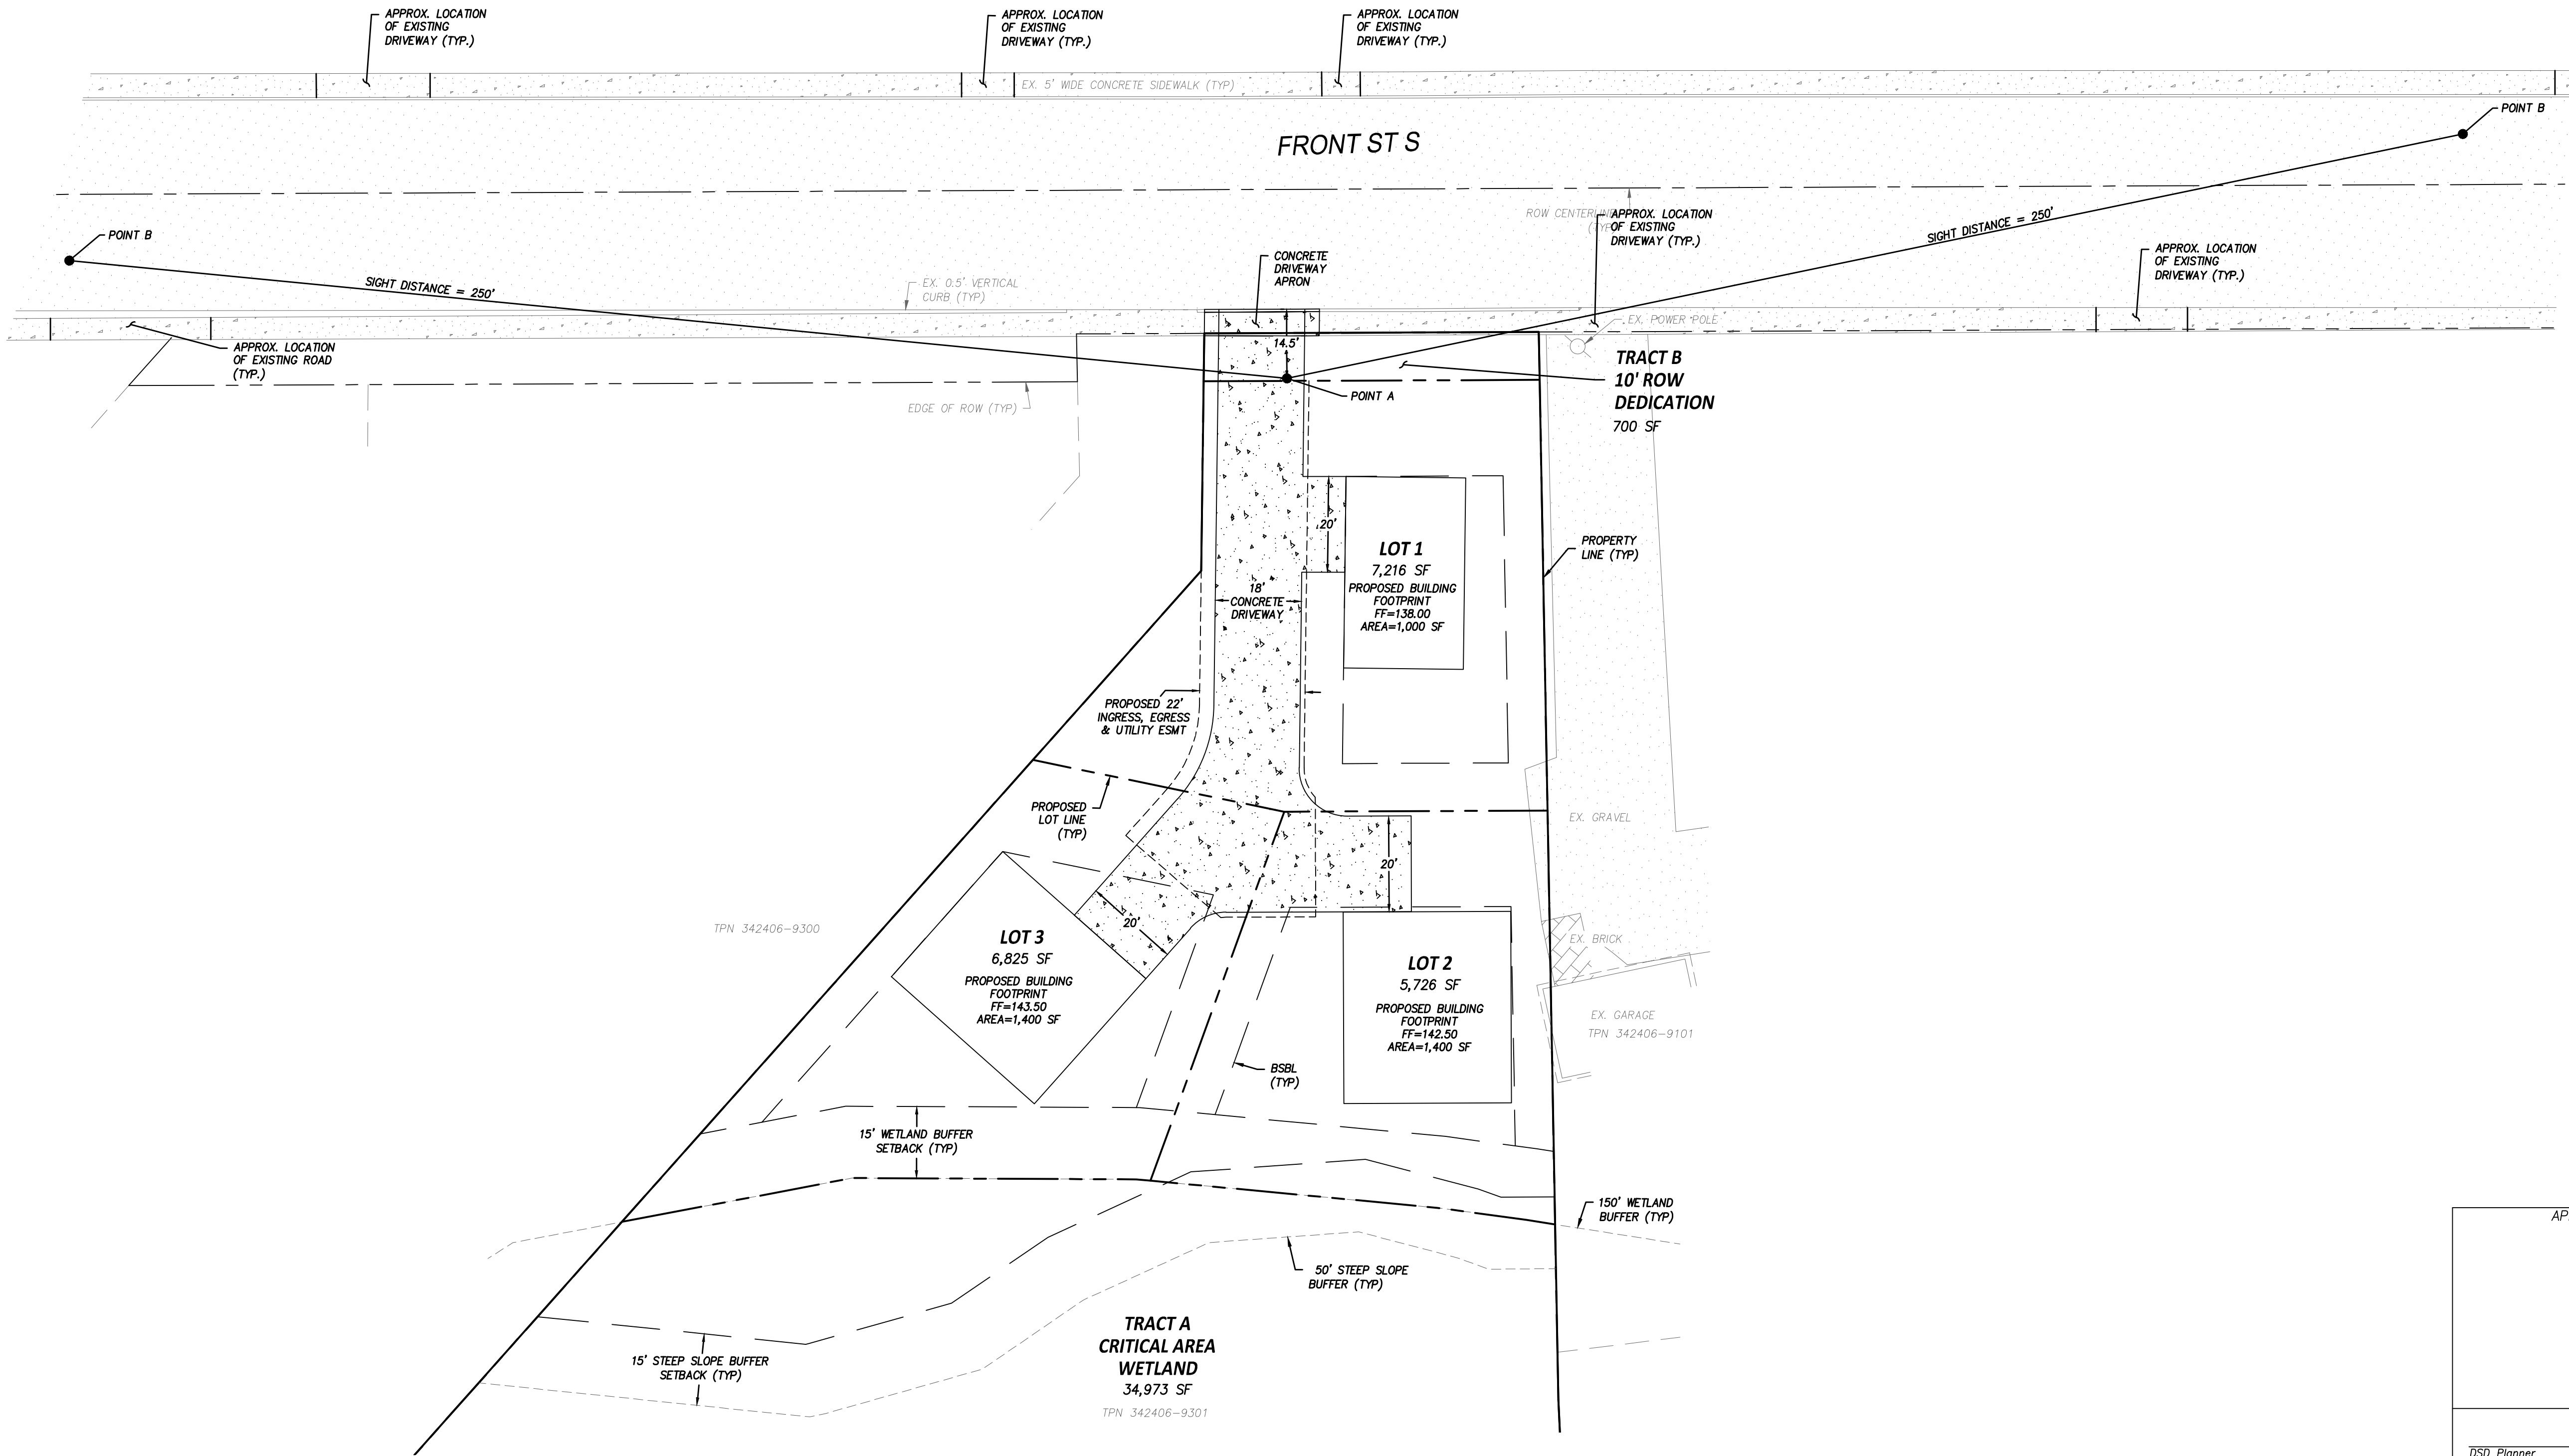 APPROX. LOCATION
OF EXISTING
DRIVEWAY (TYP.)
APPROX. LOCATION
OF EXISTING
DRIVEWAY (TYP.)
APPROX. LOCATION
OF EXISTING
DRIVEWAY (TYP.)
EX. 5' WIDE CONCRETE SIDEWALK (TYP)
POINT B
FRONT ST S
ROW CENTERLINE
(TYP)
APPROX. LOCATION
OF EXISTING
DRIVEWAY (TYP.)
SIGHT DISTANCE = 250'
POINT B
SIGHT DISTANCE = 250'
APPROX. LOCATION
OF EXISTING
DRIVEWAY (TYP.)
CONCRETE
DRIVEWAY
APRON
EX. 0.5' VERTICAL
CURB (TYP)
EX. POWER POLE
APPROX. LOCATION
OF EXISTING ROAD
(TYP.)
14.5'
TRACT B
10' ROW
DEDICATION
700 SF
POINT A
EDGE OF ROW (TYP)
20'
LOT 1
7,216 SF
PROPOSED BUILDING
FOOTPRINT
FF=138.00
AREA=1,000 SF
PROPERTY
LINE (TYP)
18'
CONCRETE
DRIVEWAY
PROPOSED 22'
INGRESS, EGRESS
& UTILITY ESMT
PROPOSED
LOT LINE
(TYP)
EX. GRAVEL
20'
TPN 342406-9300
20'
LOT 3
6,825 SF
PROPOSED BUILDING
FOOTPRINT
FF=143.50
AREA=1,400 SF
LOT 2
5,726 SF
PROPOSED BUILDING
FOOTPRINT
FF=142.50
AREA=1,400 SF
EX. BRICK
EX. GARAGE
TPN 342406-9101
BSBL
(TYP)
15' WETLAND BUFFER
SETBACK (TYP)
150' WETLAND
BUFFER (TYP)
50' STEEP SLOPE
BUFFER (TYP)
15' STEEP SLOPE BUFFER
SETBACK (TYP)
TRACT A
CRITICAL AREA
WETLAND
34,973 SF
TPN 342406-9301
AP
DSD Planner